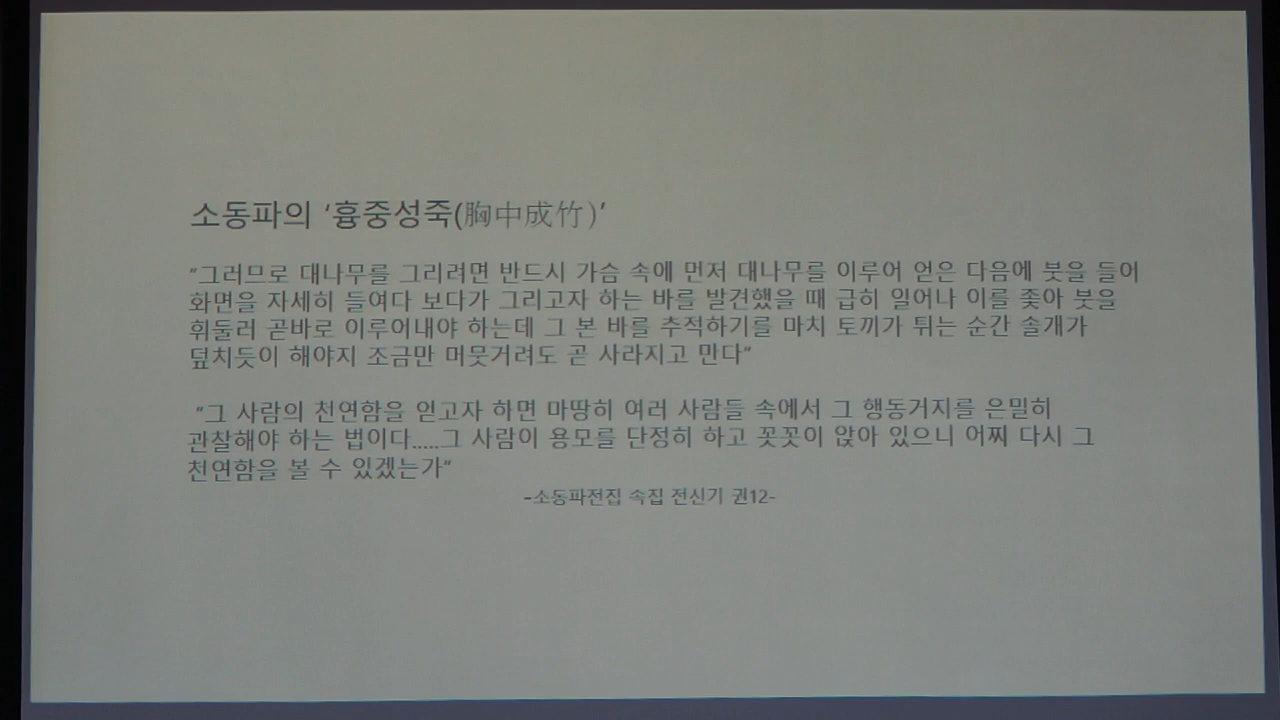 소동파의 ‘흉중성죽(胸中成竹)’
“그러므로 대나무를 그리려면 반드시 가슴 속에 먼저 대나무를 이루어 얻은 다음에 붓을 들어
화면을 자세히 들여다 보다가 그리고자 하는 바를 발견했을 때 급히 일어나 이를 좇아 붓을
휘둘러 곧바로 이루어내야 하는데 그 본 바를 추적하기를 마치 토끼가 튀는 순간 솔개가
덮치듯이 해야지 조금만 머뭇거려도 곧 사라지고 만다”
“그 사람의 천연함을 얻고자 하면 마땅히 여러 사람들 속에서 그 행동거지를 은밀히
관찰해야 하는 법이다.....그 사람이 용모를 단정히 하고 꼿꼿이 앉아 있으니 어찌 다시 그
천연함을 볼 수 있겠는가”
-소동파전집 속집 전신기 권12-